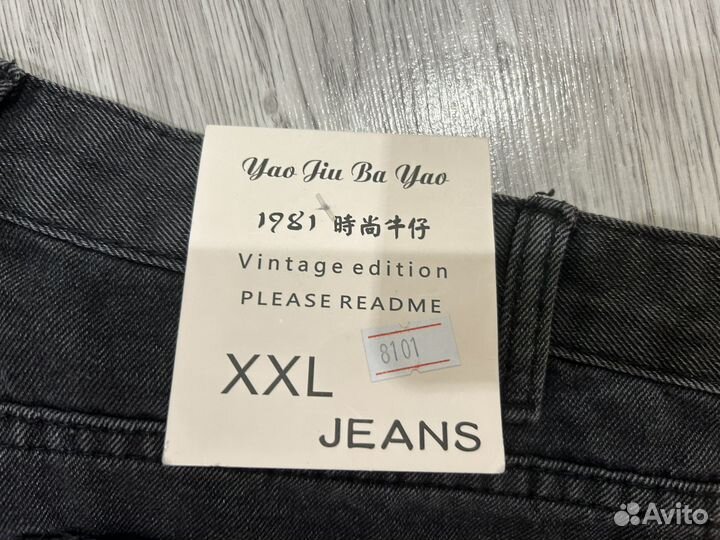 Yao Jiu Ba Yao
1981 時尚牛仔
Vintage edition
PLEASE README
8101
XXL
JEANS
Avito